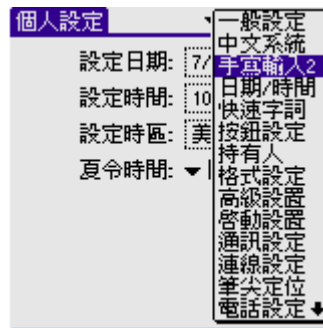 個人設定
設定日期: 7/
設定時間: 10
設定時區: 美
夏令時間:
一般設定
中文系統
手寫輸入2
日期/時間
快速字詞
按鈕設定
持有人
格式設定
高級設置
啓動設置
通訊設定
連線設定
筆尖定位
電話設定